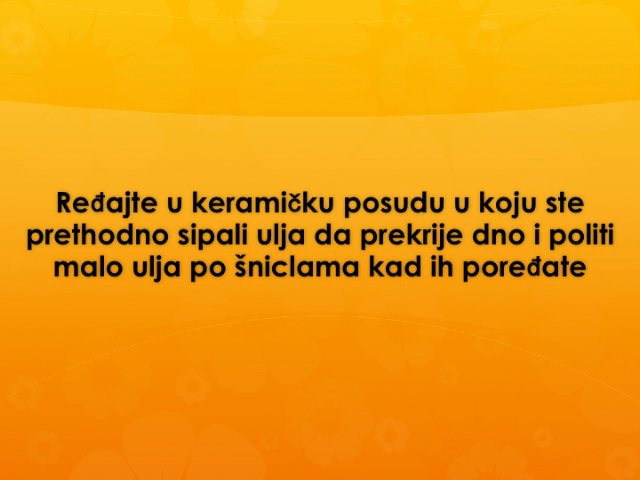 Ređajte u keramičku posudu u koju ste
prethodno sipali ulja da prekrije dno i politi
malo ulja po šniclama kad ih poređate